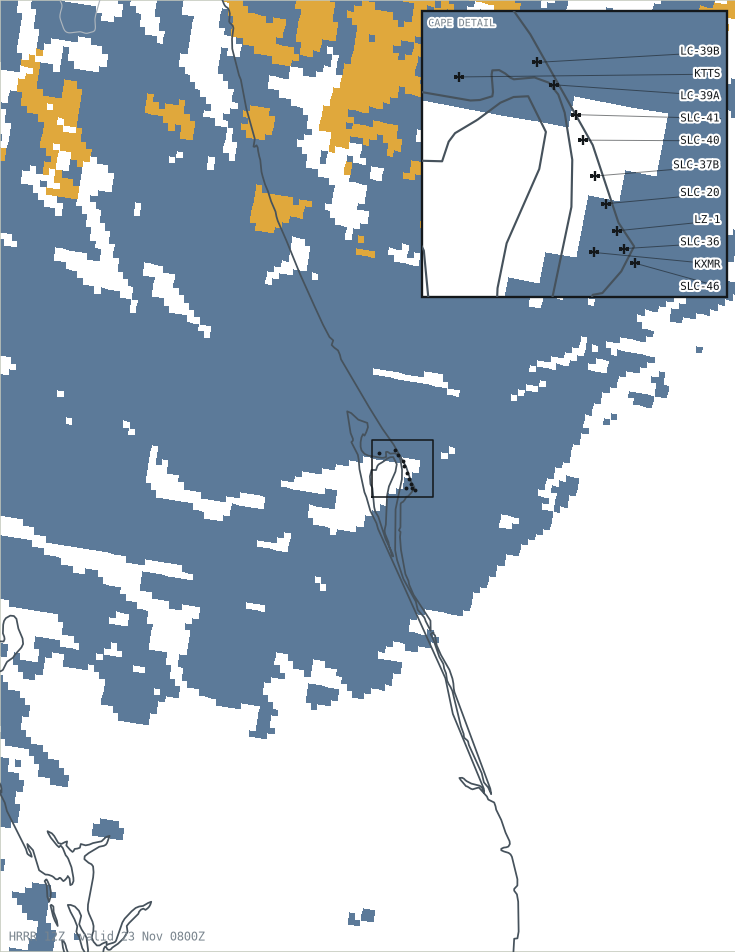 CAPE DETAIL
LC-39B
KTTS
LC-39A
SLC-41
SLC-40
SLC-37B
SLC-20
LZ-1
SLC-36
KXMR
SLC-46
valid 23 Nov 0800Z